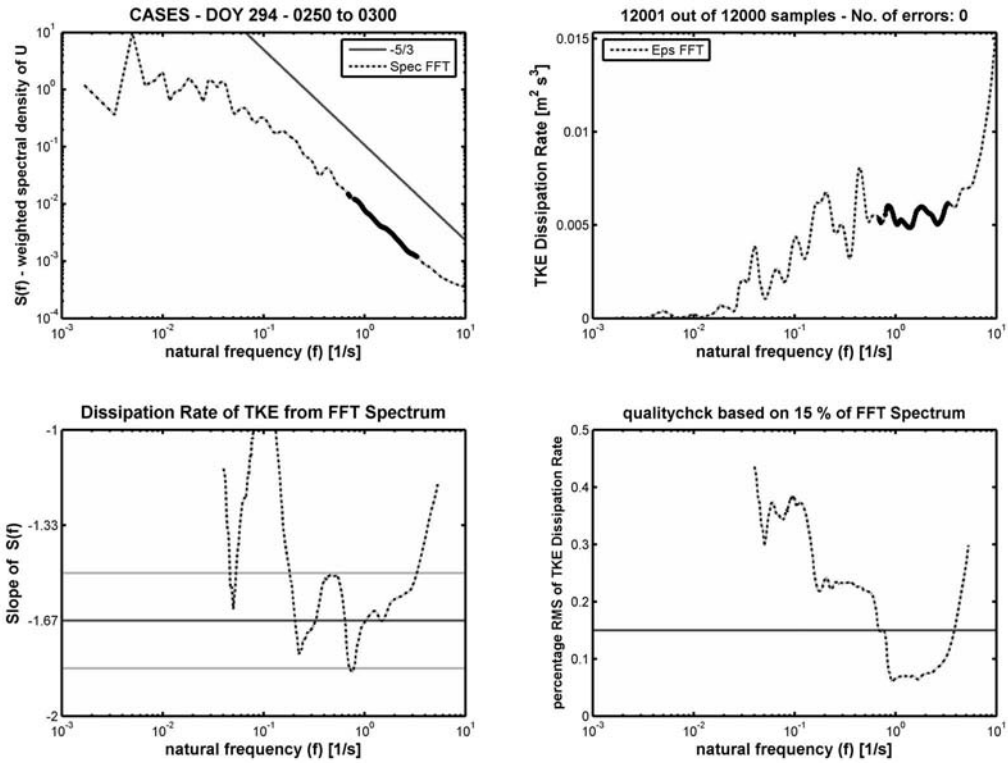 CASES - DOY 294 - 0250 to 0300
S(f) - weighted spectral density of U
10^1
10^0
10^-1
10^-2
10^-3
10^-4
-5/3
Spec FFT
10^-3 10^-2 10^-1 10^0 10^1
natural frequency (f) [1/s]
12001 out of 12000 samples - No. of errors: 0
TKE Dissipation Rate [m^2 s^3]
0.015
0.01
0.005
0
Eps FFT
10^-3 10^-2 10^-1 10^0 10^1
natural frequency (f) [1/s]
Dissipation Rate of TKE from FFT Spectrum
Slope of S(f)
-1
-1.33
-1.67
-2
10^-3 10^-2 10^-1 10^0 10^1
natural frequency (f) [1/s]
qualitychck based on 15 % of FFT Spectrum
percentage RMS of TKE Dissipation Rate
0.5
0.4
0.3
0.2
0.1
0
10^-3 10^-2 10^-1 10^0 10^1
natural frequency (f) [1/s]